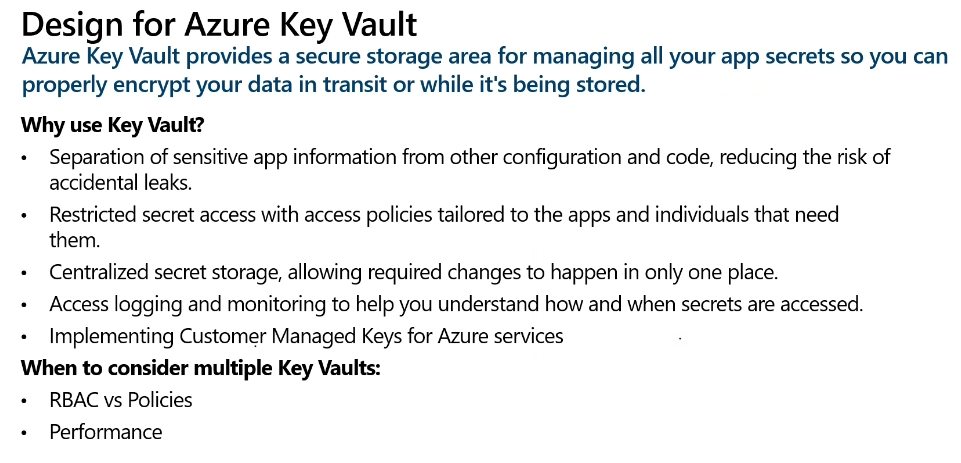 Design for Azure Key Vault
Azure Key Vault provides a secure storage area for managing all your app secrets so you can
properly encrypt your data in transit or while it's being stored.
Why use Key Vault?
• Separation of sensitive app information from other configuration and code, reducing the risk of
accidental leaks.
• Restricted secret access with access policies tailored to the apps and individuals that need
them.
• Centralized secret storage, allowing required changes to happen in only one place.
• Access logging and monitoring to help you understand how and when secrets are accessed.
• Implementing Customer Managed Keys for Azure services
When to consider multiple Key Vaults:
• RBAC vs Policies
• Performance